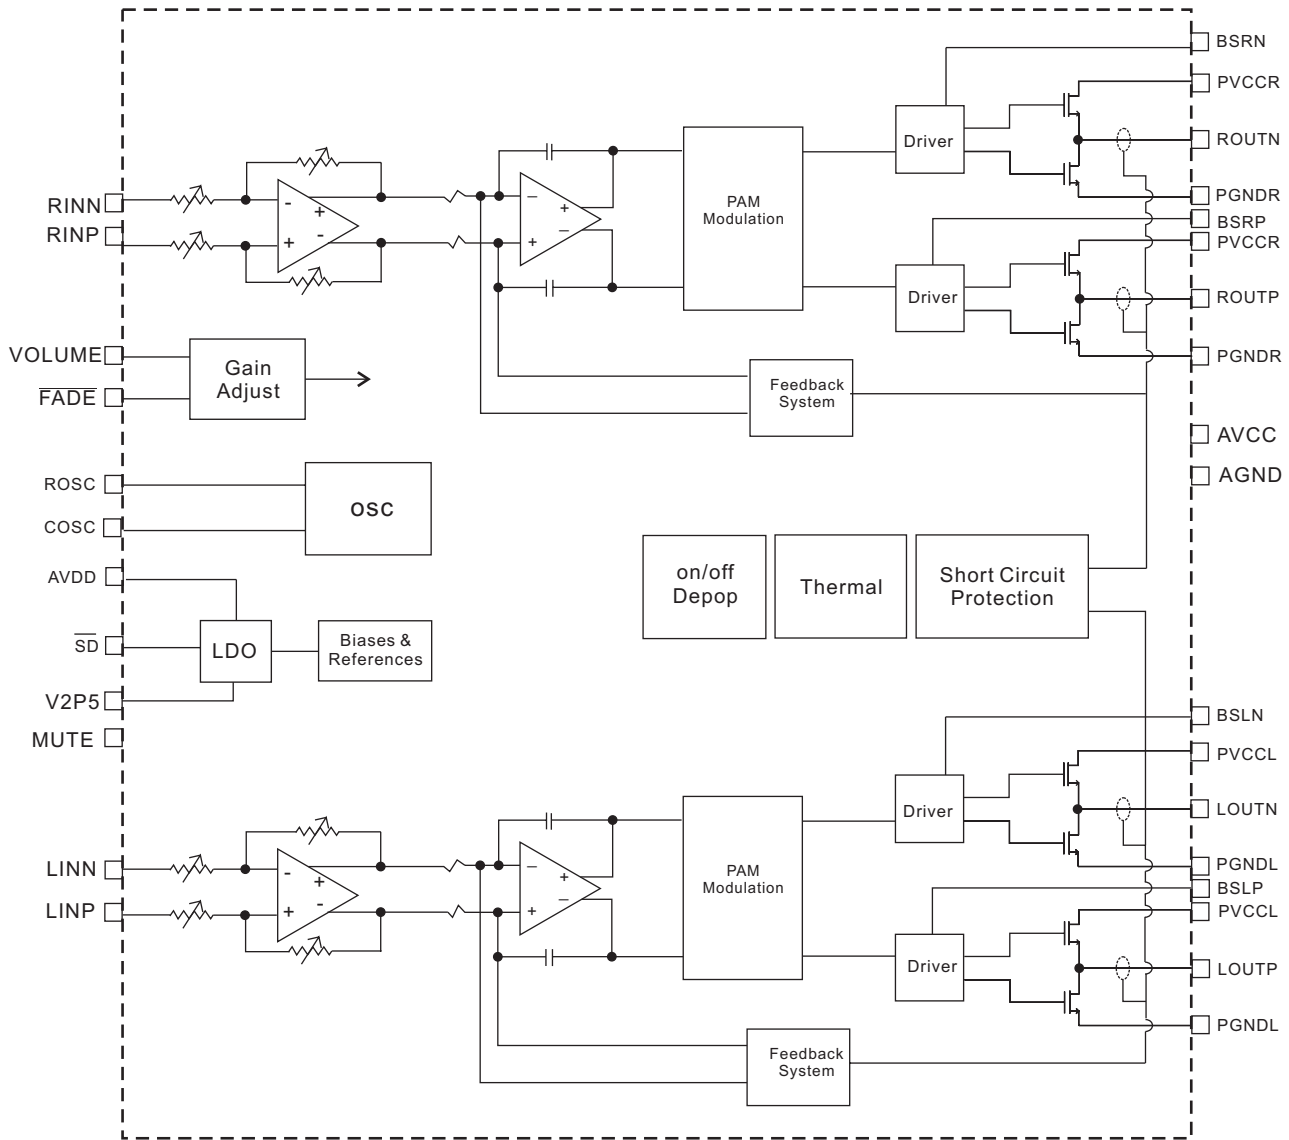 BSRN
PVCCR
ROUTN
PGNDR
BSRP
PVCCR
ROUTP
PGNDR
AVCC
AGND
RINN
RINP
- + + -
− + − +
PAM
Modulation
Driver
Driver
VOLUME
FADE
Gain
Adjust
Feedback
System
ROSC
COSC
OSC
AVDD
SD
V2P5
MUTE
LDO
Biases &
References
on/off
Depop
Thermal
Short Circuit
Protection
BSLN
PVCCL
LOUTN
PGNDL
BSLP
PVCCL
LOUTP
PGNDL
LINN
LINP
- + + -
− + − +
PAM
Modulation
Driver
Driver
Feedback
System